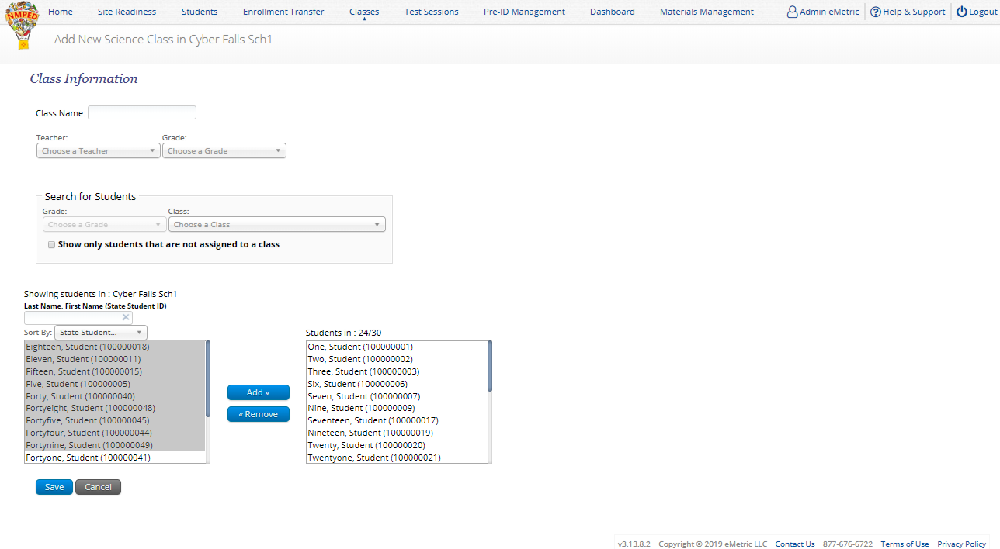 NMPED
Home Site Readiness Students Enrollment Transfer Classes Test Sessions Pre-ID Management Dashboard Materials Management Admin eMetric Help & Support Logout
Add New Science Class in Cyber Falls Sch1
Class Information
Class Name:
Teacher: Grade:
Choose a Teacher Choose a Grade
Search for Students
Grade: Class:
Choose a Grade Choose a Class
Show only students that are not assigned to a class
Showing students in : Cyber Falls Sch1
Last Name, First Name (State Student ID)
Sort By: State Student...
Eighteen, Student (100000018)
Eleven, Student (100000011)
Fifteen, Student (100000015)
Five, Student (100000005)
Forty, Student (100000040)
Fortyeight, Student (100000048)
Fortyfive, Student (100000045)
Fortyfour, Student (100000044)
Fortynine, Student (100000049)
Fortyone, Student (100000041)
Add »
« Remove
Students in : 24/30
One, Student (100000001)
Two, Student (100000002)
Three, Student (100000003)
Six, Student (100000006)
Seven, Student (100000007)
Nine, Student (100000009)
Seventeen, Student (100000017)
Nineteen, Student (100000019)
Twenty, Student (100000020)
Twentyone, Student (100000021)
Save Cancel
v3.13.8.2 Copyright © 2019 eMetric LLC Contact Us 877-676-6722 Terms of Use Privacy Policy